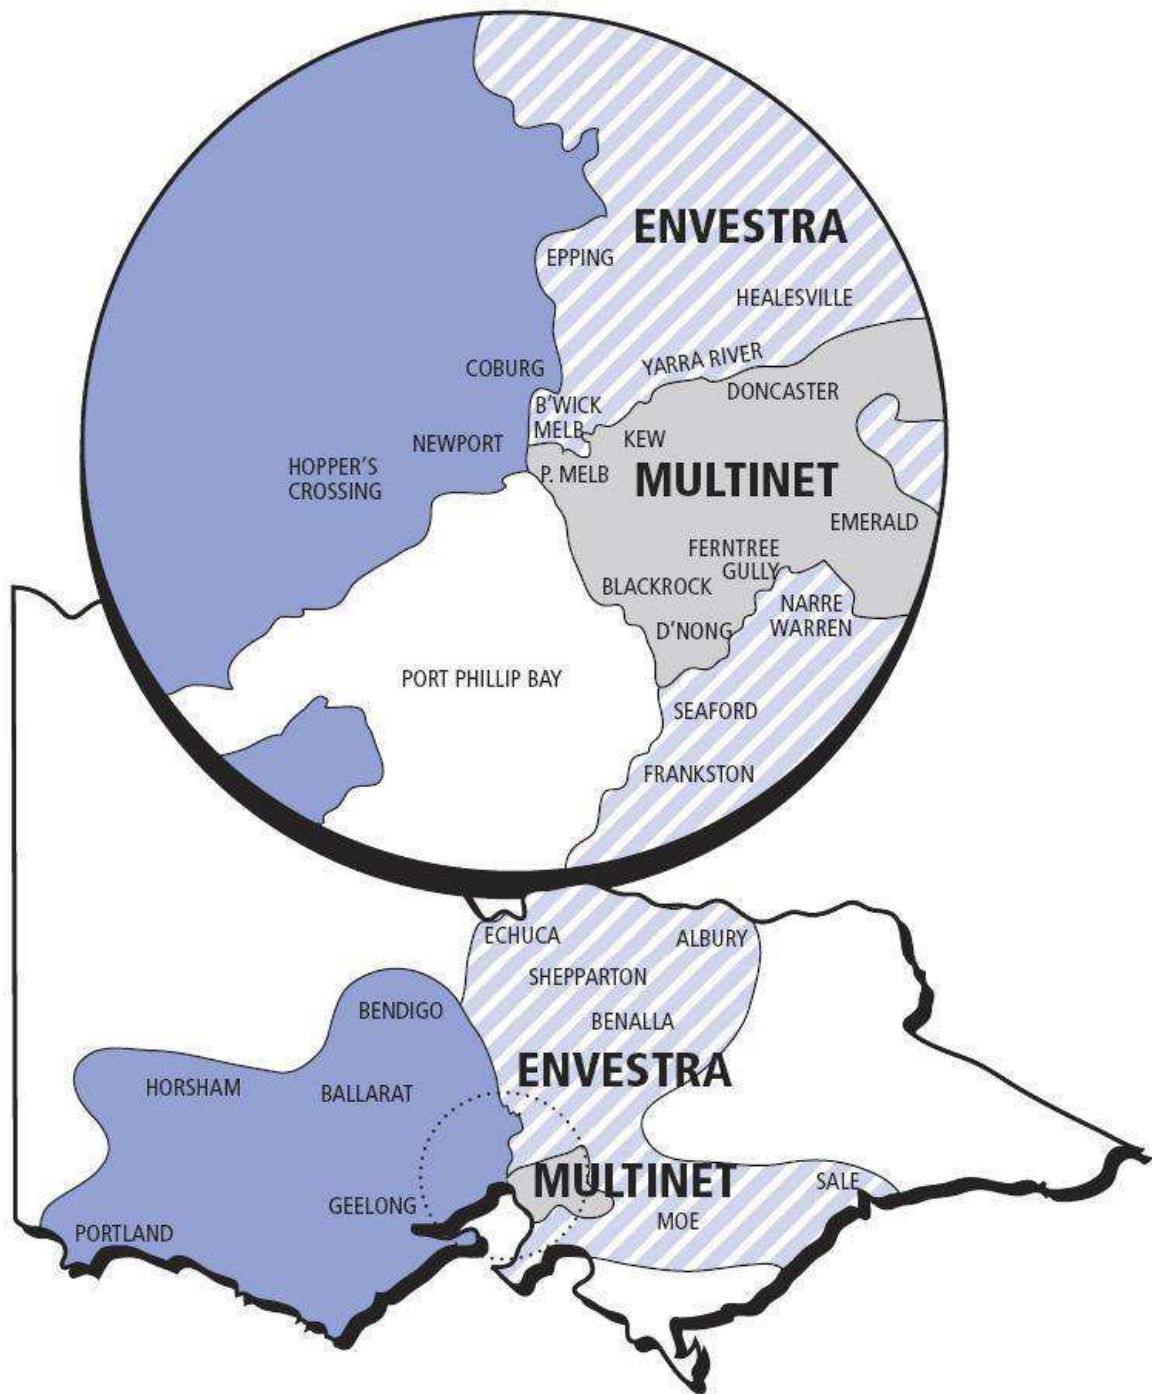 ENVESTRA
EPPING
HEALESVILLE
YARRA RIVER
COBURG
DONCASTER
B'WICK
MELB
KEW
NEWPORT
HOPPER'S
CROSSING
P. MELB
MULTINET
EMERALD
FERNTREE
GULLY
BLACKROCK
NARRE
WARREN
D'NONG
PORT PHILLIP BAY
SEAFORD
FRANKSTON
ECHUCA
ALBURY
SHEPPARTON
BENDIGO
BENALLA
ENVESTRA
HORSHAM
BALLARAT
MULTINET
SALE
GEELONG
MOE
PORTLAND